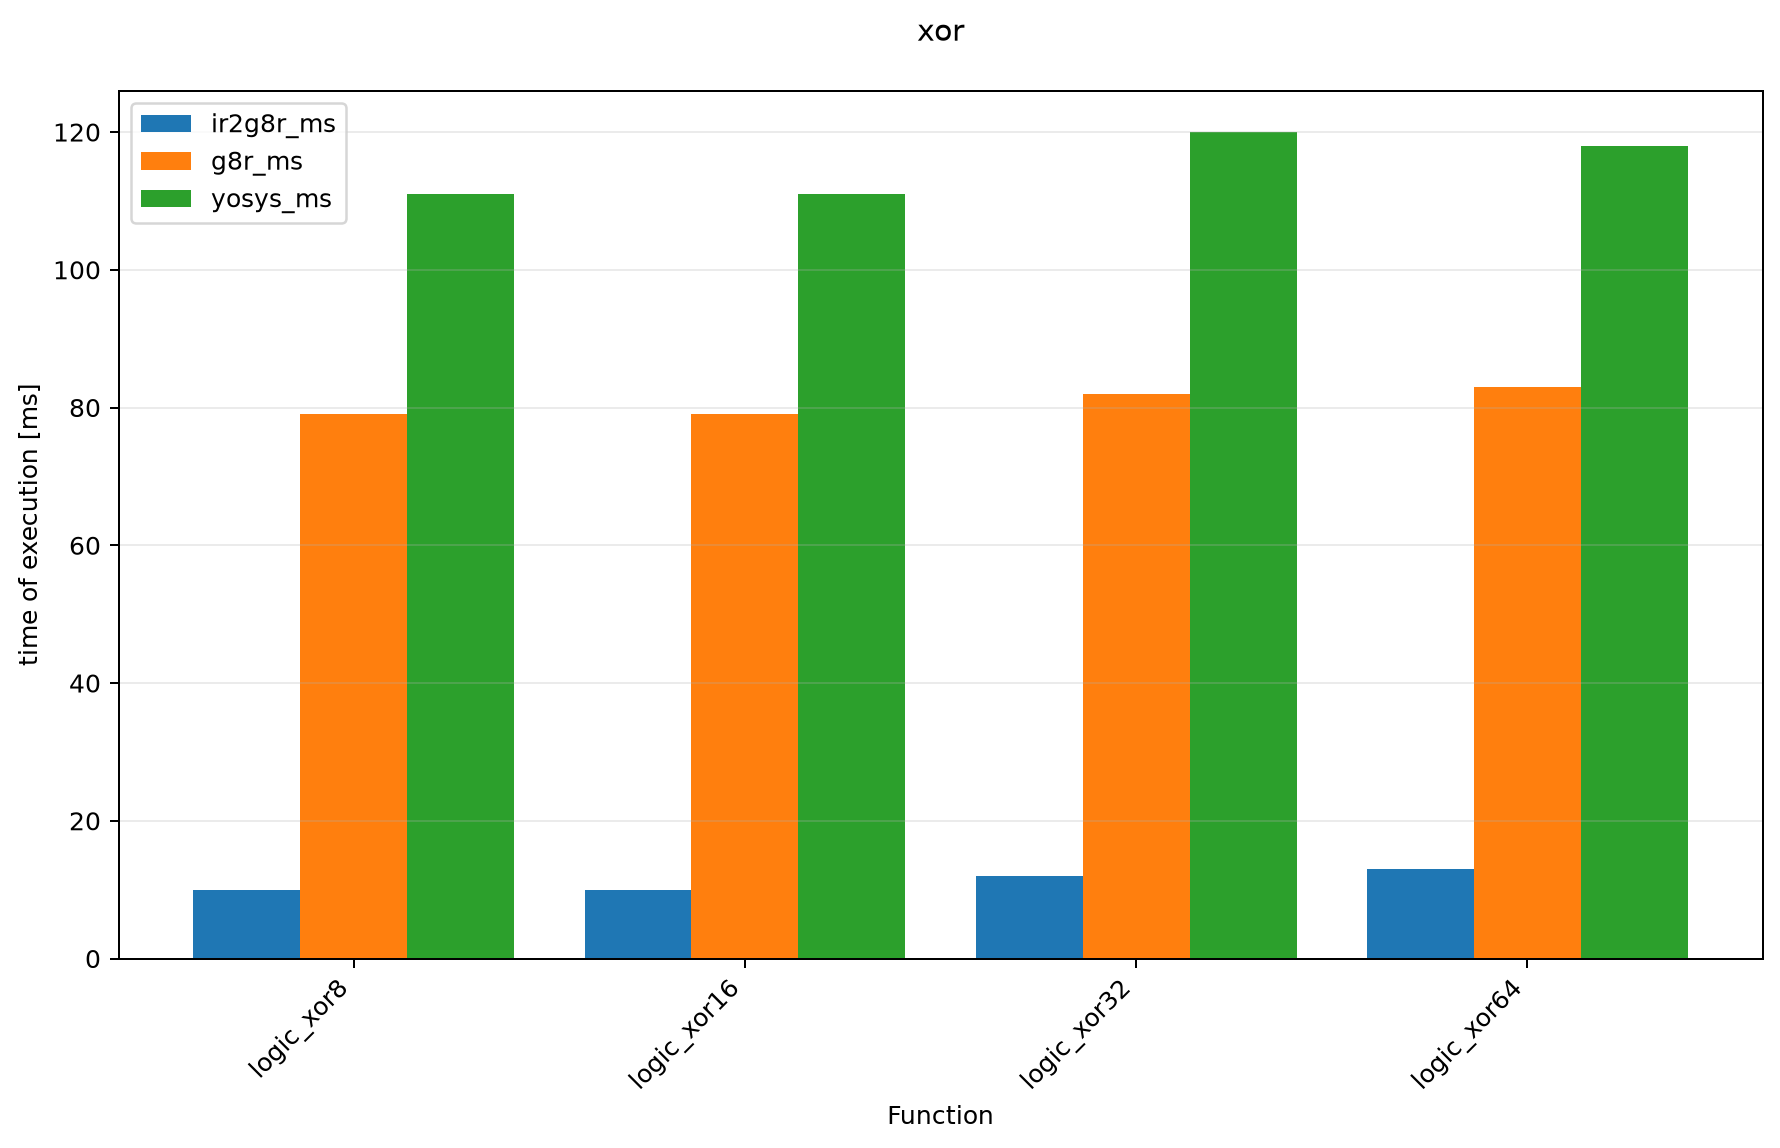 xor
ir2g8r_ms
g8r_ms
yosys_ms
time of execution [ms]
120
100
80
60
40
20
0
logic_xor8
logic_xor16
logic_xor32
logic_xor64
Function